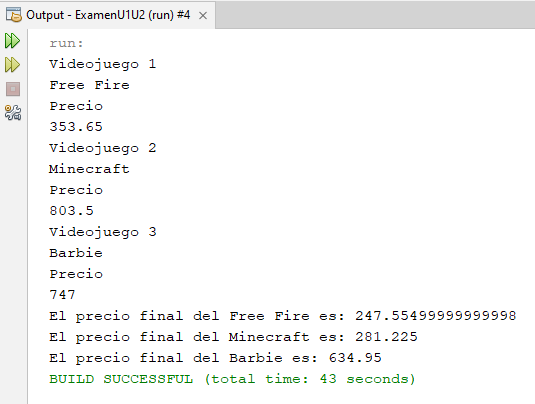 Output - ExamenU1U2 (run) #4
run:
Videojuego 1
Free Fire
Precio
353.65
Videojuego 2
Minecraft
Precio
803.5
Videojuego 3
Barbie
Precio
747
El precio final del Free Fire es: 247.55499999999998
El precio final del Minecraft es: 281.225
El precio final del Barbie es: 634.95
BUILD SUCCESSFUL (total time: 43 seconds)